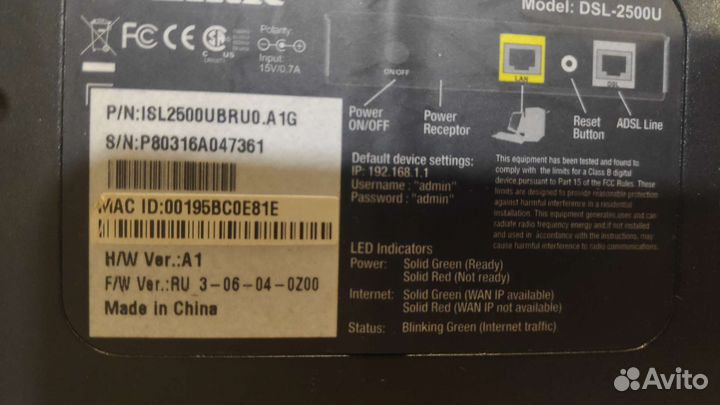 Model: DSL-2500U
FCC CE
Polarity:
Input:
15V/0.7A
ON/OFF
LAN
DSL
Power
ON/OFF
Power
Receptor
Reset
Button
ADSL Line
P/N:ISL2500UBRU0.A1G
S/N:P80316A047361
MAC ID:00195BC0E81E
H/W Ver.:A1
F/W Ver.:RU_3-06-04-0Z00
Made in China
Default device settings:
IP: 192.168.1.1
Username : "admin"
Password : "admin"
This equipment has been tested and found to
comply with the limits for a Class B digital
device,pursuant to Part 15 of the FCC Rules. These
limits are designed to provide reasonable protection
against harmful interference in a residential
installation. This equipment generates,user and can
radiate radio frequency energy and,if not installed
and used in accordance with the instructions, may
cause harmful interference to radio communications.
LED Indicators
Power: Solid Green (Ready)
Solid Red (Not ready)
Internet: Solid Green (WAN IP available)
Solid Red (WAN IP not available)
Status: Blinking Green (Internet traffic)
Avito